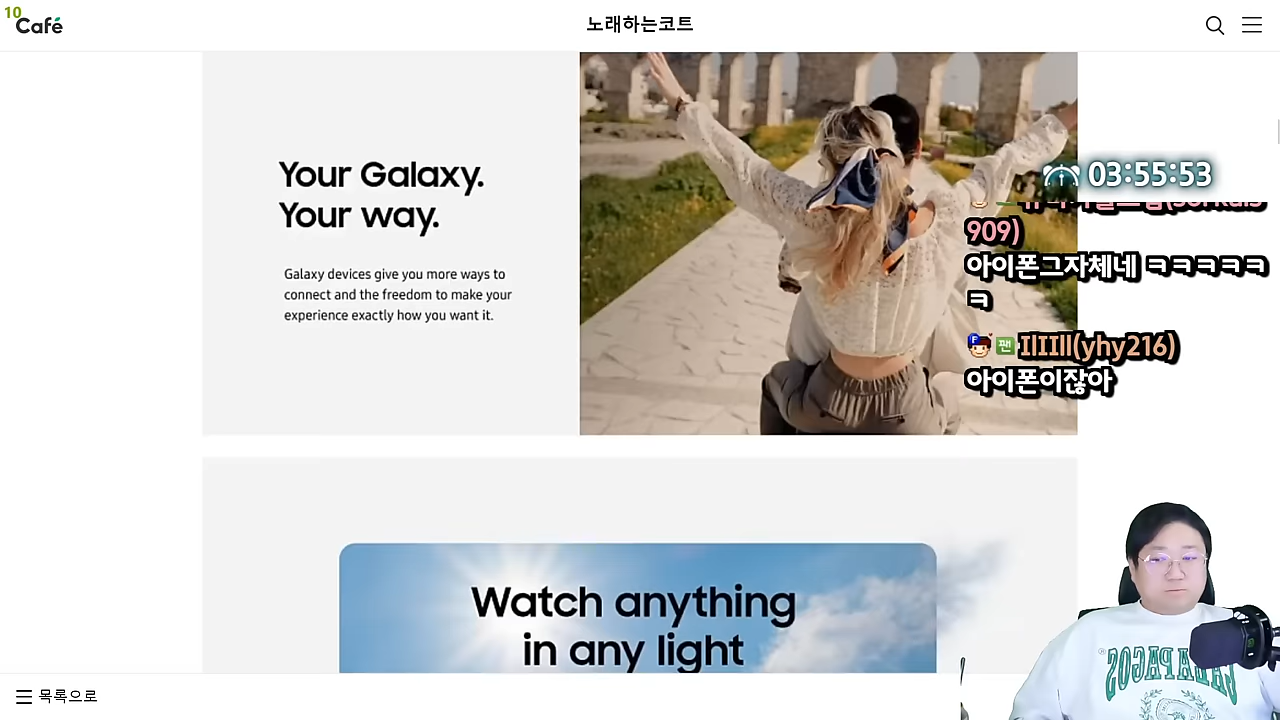 10
Café
노래하는코트
Your Galaxy.
Your way.
Galaxy devices give you more ways to
connect and the freedom to make your
experience exactly how you want it.
03:55:53
909)
아이폰그자체네 ㅋㅋㅋㅋㅋ
ㅋ
팬 IlIIll(yhy216)
아이폰이잖아
Watch anything
in any light
목록으로